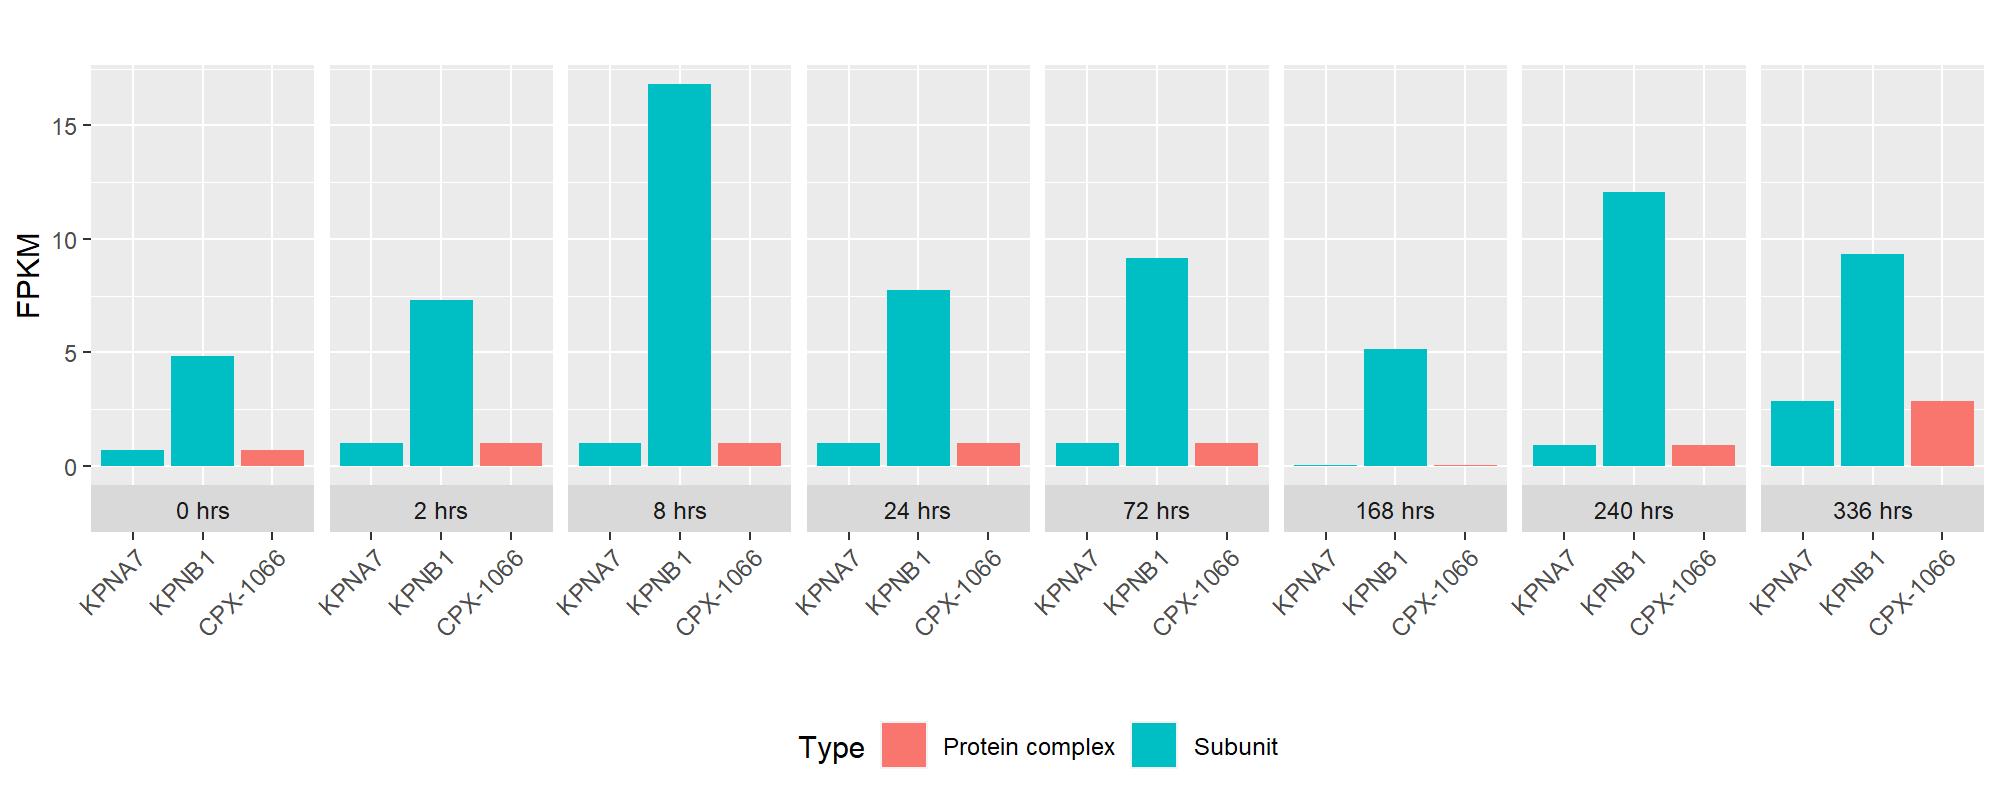 FPKM
15
10
5
0
0 hrs 2 hrs 8 hrs 24 hrs 72 hrs 168 hrs 240 hrs 336 hrs
KPNA7 KPNB1 CPX-1066 KPNA7 KPNB1 CPX-1066 KPNA7 KPNB1 CPX-1066 KPNA7 KPNB1 CPX-1066 KPNA7 KPNB1 CPX-1066 KPNA7 KPNB1 CPX-1066 KPNA7 KPNB1 CPX-1066 KPNA7 KPNB1 CPX-1066
Type Protein complex Subunit